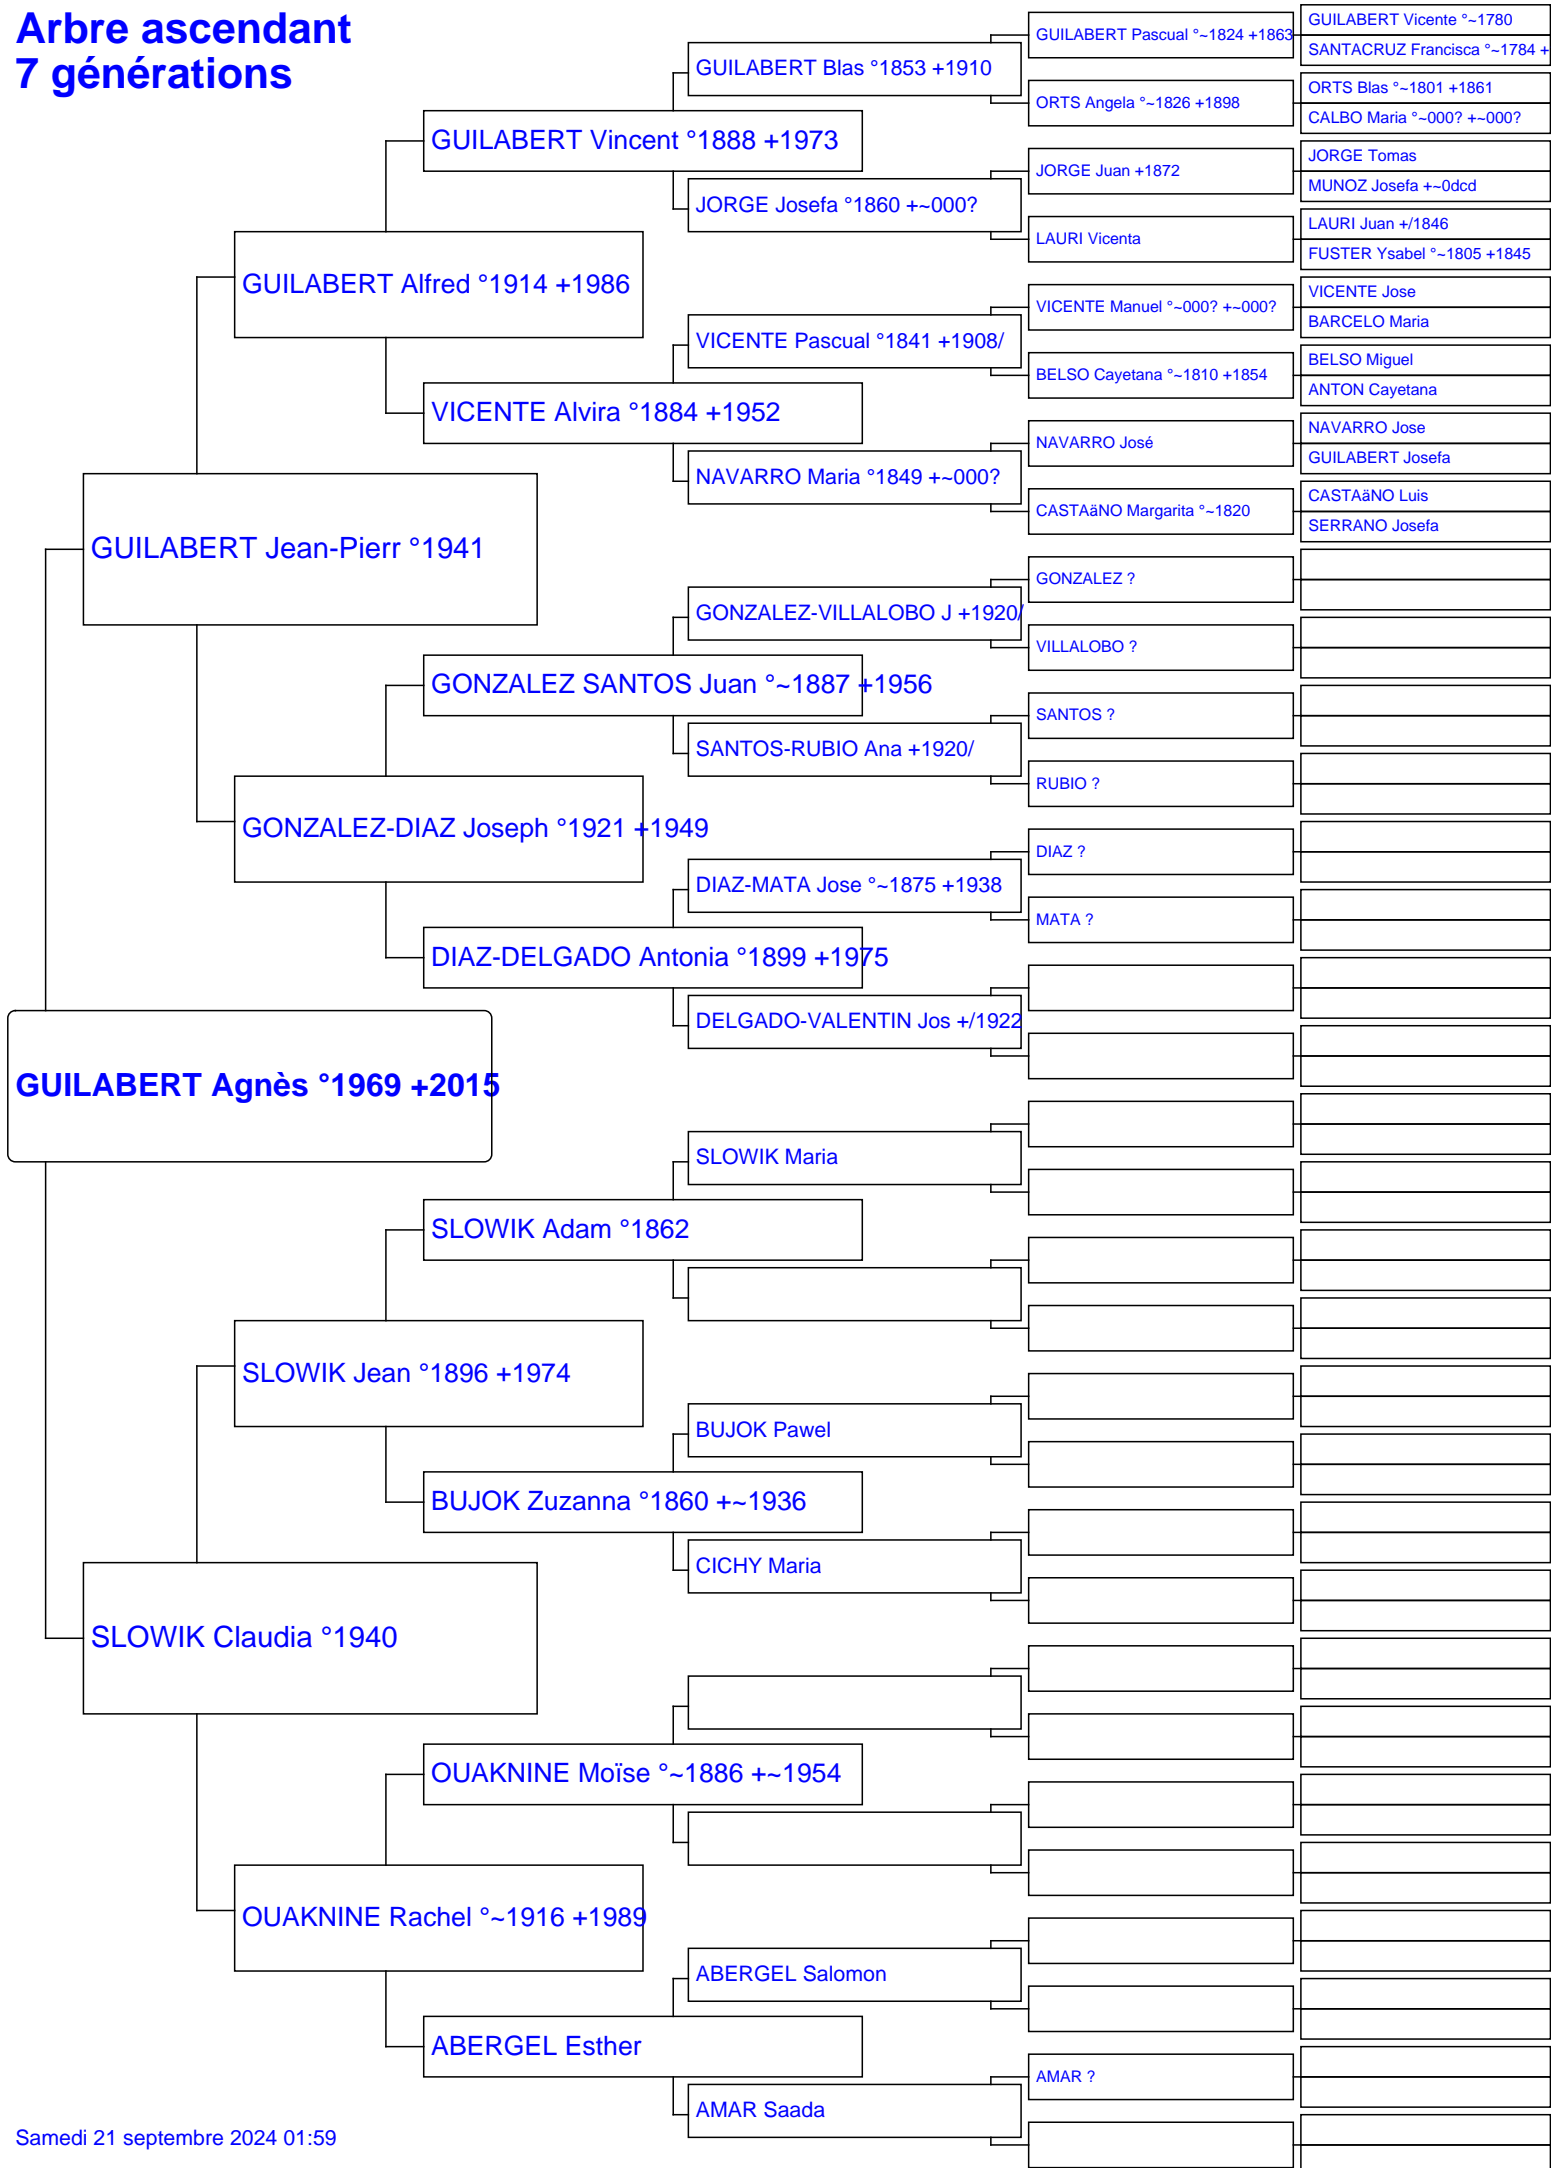 Arbre ascendant
7 générations
GUILABERT Agnès °1969 +2015
GUILABERT Jean-Pierr °1941
SLOWIK Claudia °1940
GUILABERT Alfred °1914 +1986
GONZALEZ-DIAZ Joseph °1921 +1949
SLOWIK Jean °1896 +1974
OUAKNINE Rachel °~1916 +1989
GUILABERT Vincent °1888 +1973
VICENTE Alvira °1884 +1952
GONZALEZ SANTOS Juan °~1887 +1956
DIAZ-DELGADO Antonia °1899 +1975
SLOWIK Adam °1862
BUJOK Zuzanna °1860 +~1936
OUAKNINE Moïse °~1886 +~1954
ABERGEL Esther
GUILABERT Blas °1853 +1910
JORGE Josefa °1860 +~000?
VICENTE Pascual °1841 +1908/
NAVARRO Maria °1849 +~000?
GONZALEZ-VILLALOBO J +1920/
SANTOS-RUBIO Ana +1920/
DIAZ-MATA Jose °~1875 +1938
DELGADO-VALENTIN Jos +/1922
SLOWIK Maria
BUJOK Pawel
CICHY Maria
ABERGEL Salomon
AMAR Saada
GUILABERT Pascual °~1824 +1863
ORTS Angela °~1826 +1898
JORGE Juan +1872
LAURI Vicenta
VICENTE Manuel °~000? +~000?
BELSO Cayetana °~1810 +1854
NAVARRO José
CASTAäNO Margarita °~1820
GONZALEZ ?
VILLALOBO ?
SANTOS ?
RUBIO ?
DIAZ ?
MATA ?
AMAR ?
GUILABERT Vicente °~1780
SANTACRUZ Francisca °~1784 +
ORTS Blas °~1801 +1861
CALBO Maria °~000? +~000?
JORGE Tomas
MUNOZ Josefa +~0dcd
LAURI Juan +/1846
FUSTER Ysabel °~1805 +1845
VICENTE Jose
BARCELO Maria
BELSO Miguel
ANTON Cayetana
NAVARRO Jose
GUILABERT Josefa
CASTAäNO Luis
SERRANO Josefa
Samedi 21 septembre 2024 01:59